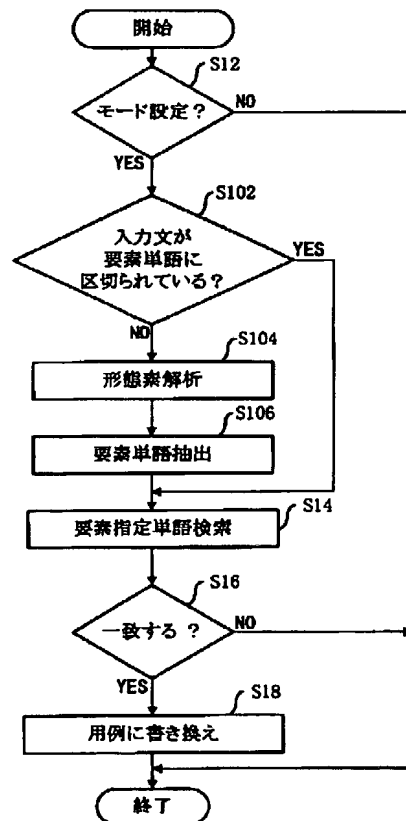 開始
S12
モード設定？
NO
YES
S102
入力文が
要素単語に
区切られている？
YES
NO
S104
形態素解析
S106
要素単語抽出
S14
要素指定単語検索
S16
一致する？
NO
YES
S18
用例に書き換え
終了